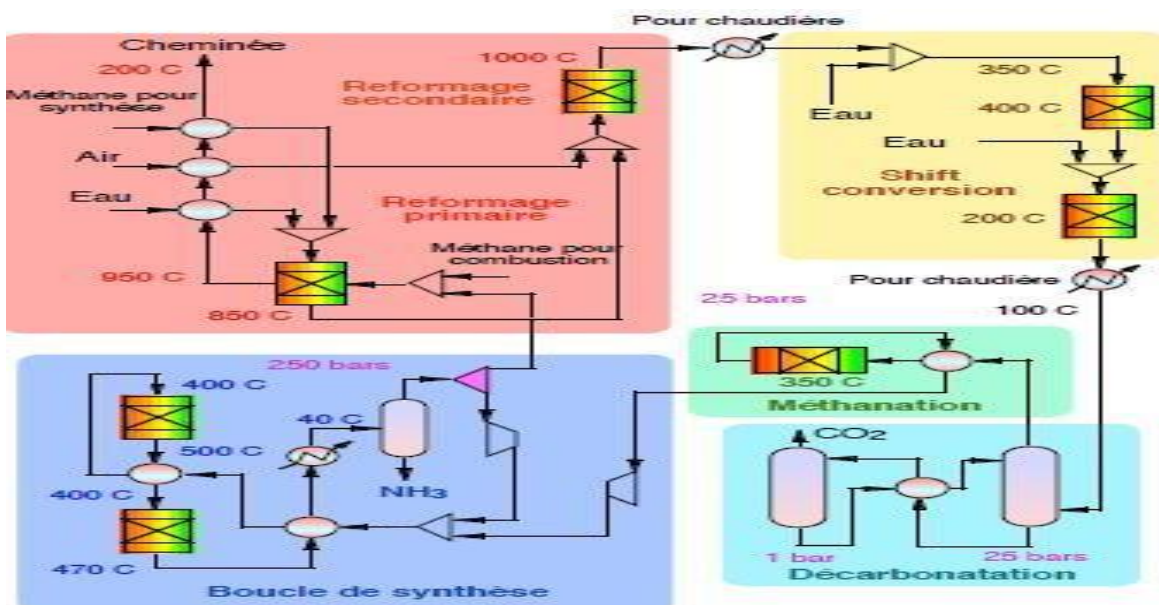 Pour chaudière
Cheminée
200 C
Méthane pour
synthèse
Air
Eau
1000 C
Reformage
secondaire
Reformage
primaire
Méthane pour
combustion
950 C
850 C
Eau
350 C
400 C
Eau
Shift
conversion
200 C
Pour chaudière
100 C
25 bars
350 C
Méthanation
CO2
1 bar
25 bars
Décarbonatation
250 bars
400 C
40 C
500 C
NH3
400 C
470 C
Boucle de synthèse